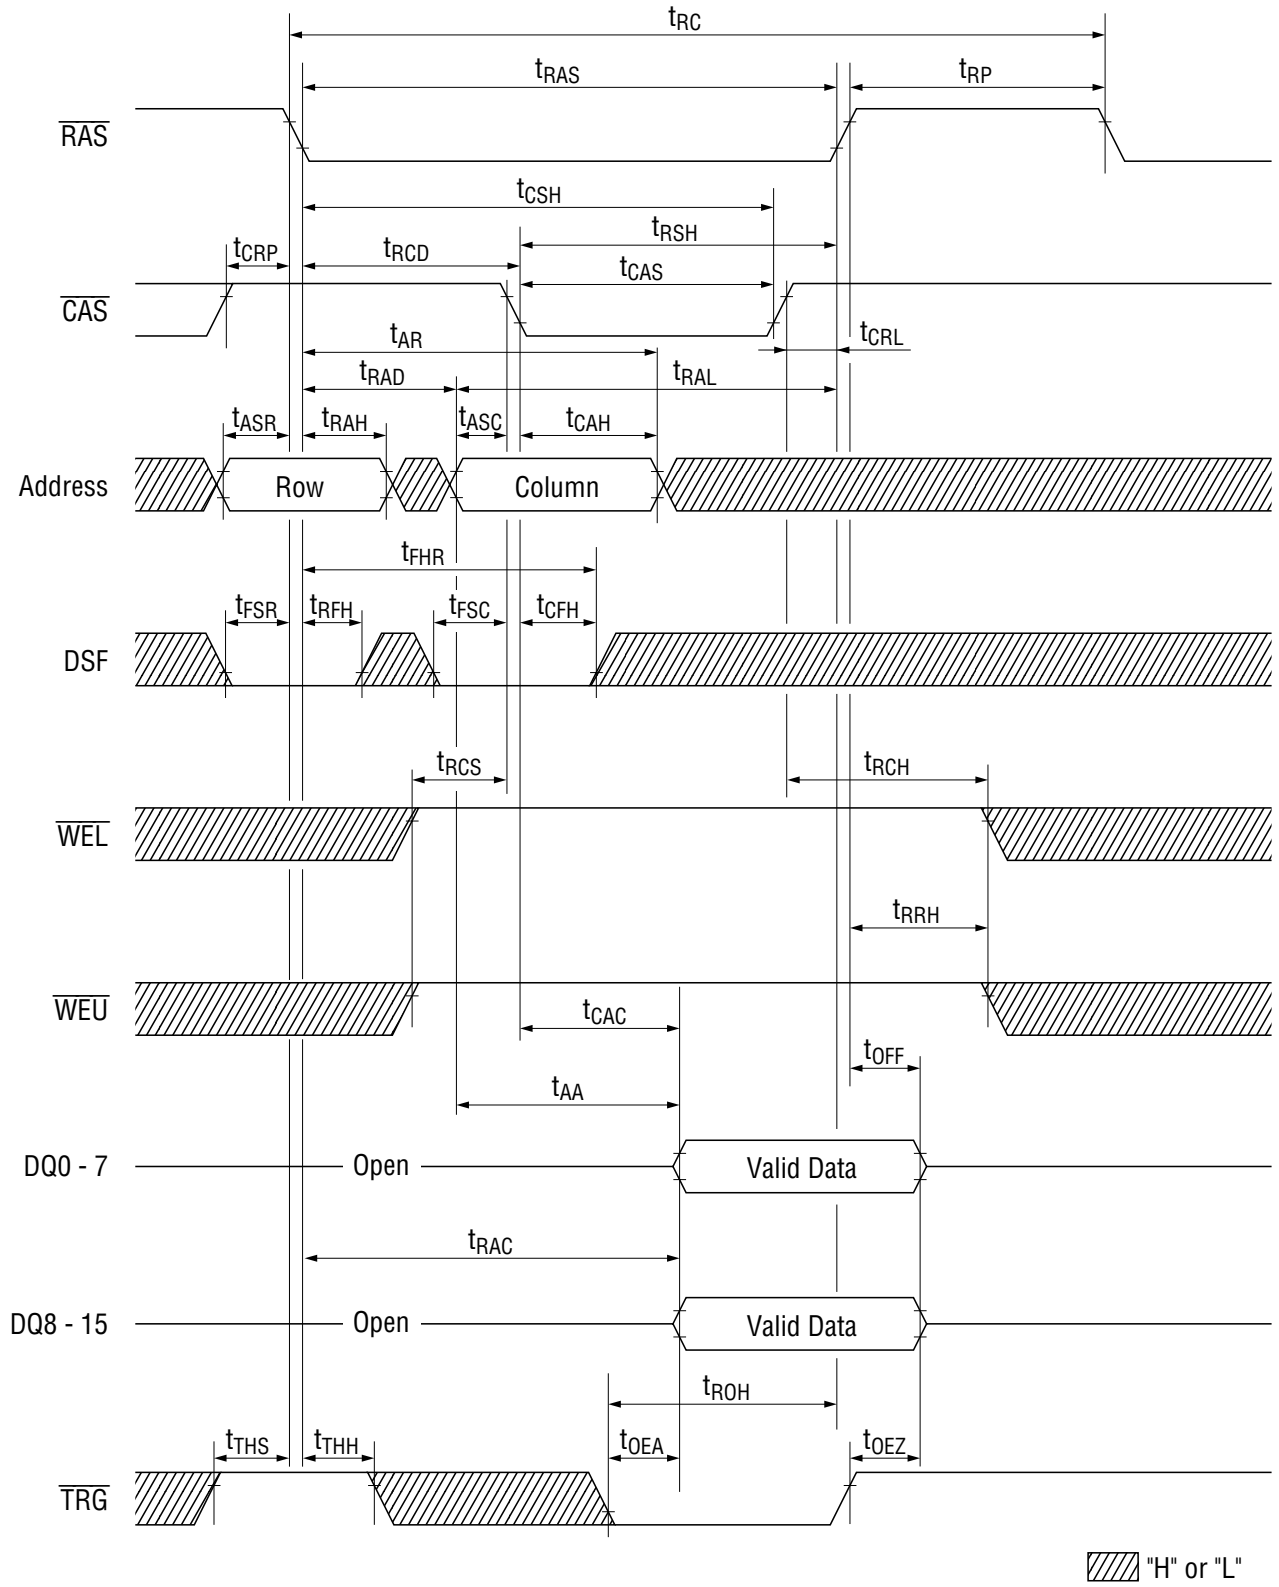 tRC
tRAS
tRP
RAS
tCSH
tRSH
tCRP
tRCD
tCAS
CAS
tAR
tCRL
tRAD
tRAL
tASR
tRAH
tASC
tCAH
Address
Row
Column
tFHR
tFSR
tRFH
tFSC
tCFH
DSF
tRCS
tRCH
WEL
tRRH
WEU
tCAC
tOFF
tAA
DQ0 - 7
Open
Valid Data
tRAC
DQ8 - 15
Open
Valid Data
tROH
tTHS
tTHH
tOEA
tOEZ
TRG
"H" or "L"